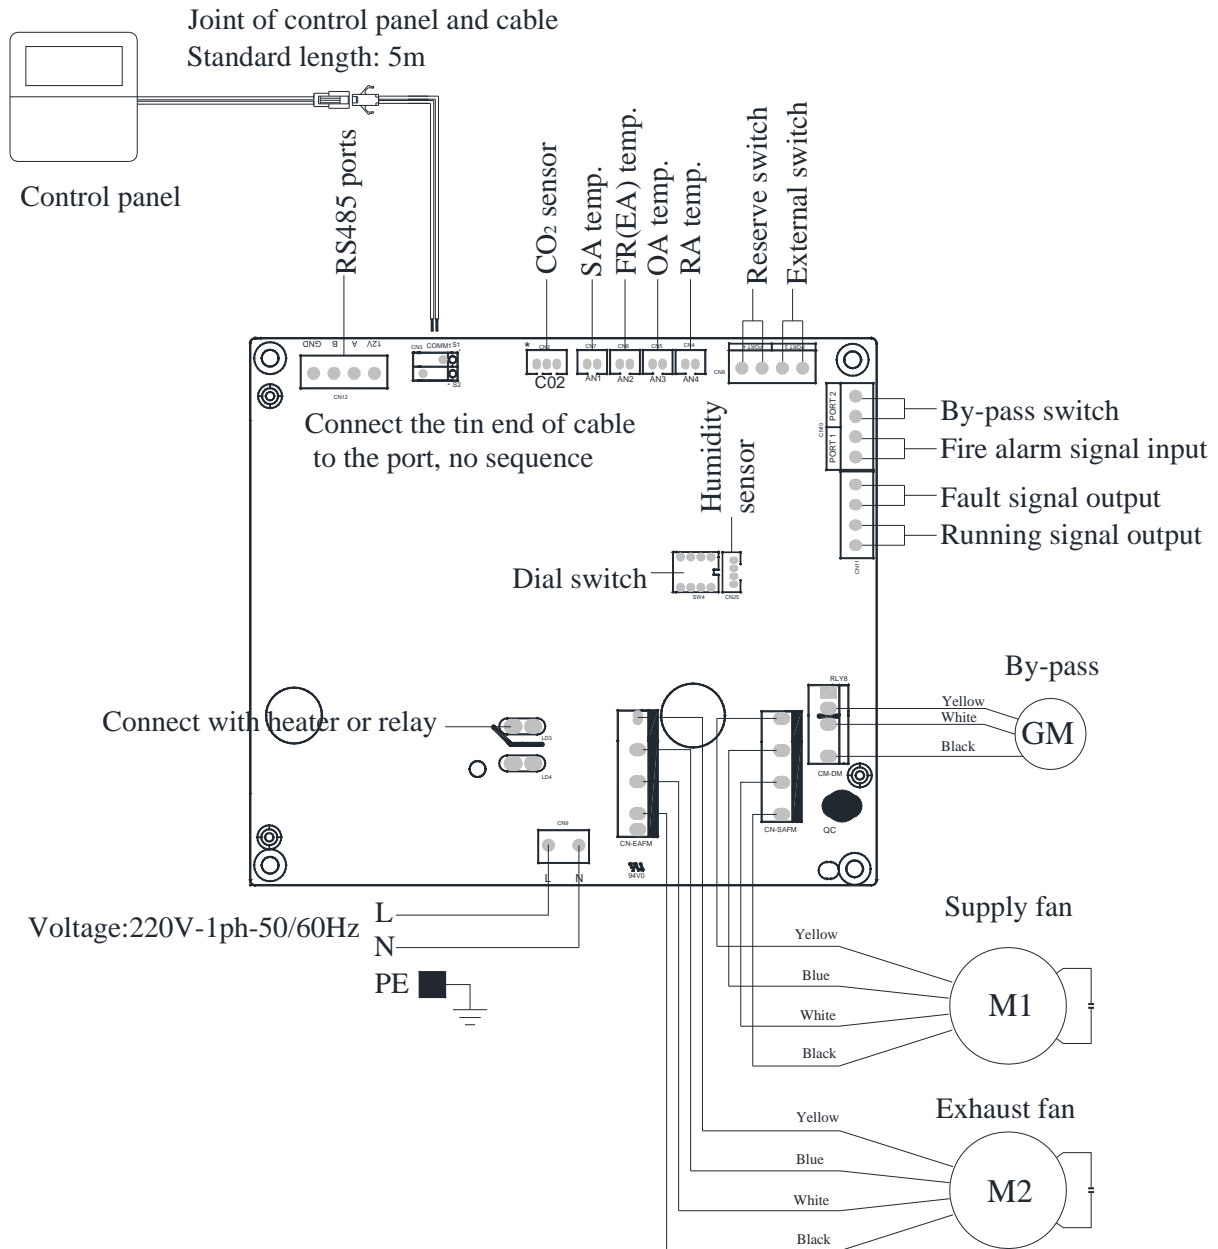 Joint of control panel and cable
Standard length: 5m
Control panel
RS485 ports
CO₂ sensor
SA temp.
FR(EA) temp.
OA temp.
RA temp.
Reserve switch
External switch
GND
B
A
12V
CN12
CN3
COMM1
S1
S2
*
C02
CN7
AN1
CN6
AN2
CN5
AN3
CN4
AN4
CN8
PORT 2
PORT 1
CN10
CN11
By-pass switch
Fire alarm signal input
Fault signal output
Running signal output
Connect the tin end of cable
to the port, no sequence
Humidity
sensor
Dial switch
SW4
CN25
By-pass
RLY8
Yellow
White
Black
GM
CM-DM
QC
Connect with heater or relay
LD3
LD4
CN9
L
N
CN-EAFM
94V0
CN-SAFM
Voltage:220V-1ph-50/60Hz
L
N
PE
Supply fan
Yellow
Blue
White
Black
M1
Exhaust fan
Yellow
Blue
White
Black
M2